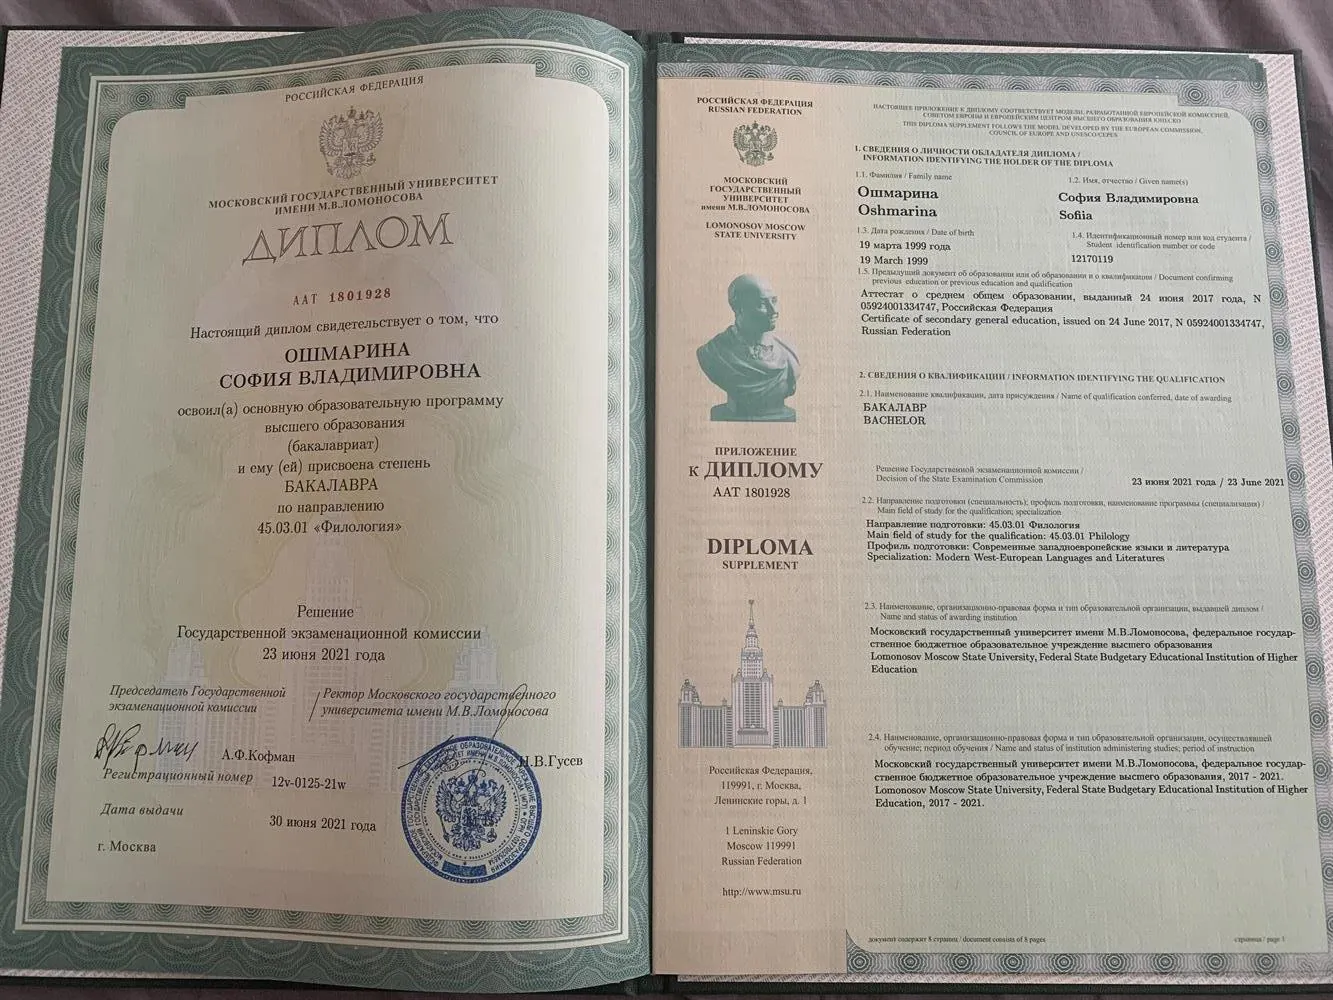 РОССИЙСКАЯ ФЕДЕРАЦИЯ
МОСКОВСКИЙ ГОСУДАРСТВЕННЫЙ УНИВЕРСИТЕТ
ИМЕНИ М.В.ЛОМОНОСОВА
ДИПЛОМ
ААТ 1801928
Настоящий диплом свидетельствует о том, что
ОШМАРИНА
СОФИЯ ВЛАДИМИРОВНА
освоил(а) основную образовательную программу
высшего образования
(бакалавриат)
и ему (ей) присвоена степень
БАКАЛАВРА
по направлению
45.03.01 «Филология»
Решение
Государственной экзаменационной комиссии
23 июня 2021 года
Председатель Государственной
экзаменационной комиссии
А.Ф.Кофман
Ректор Московского государственного
университета имени М.В.Ломоносова
Н.В.Гусев
Регистрационный номер 12v-0125-21w
Дата выдачи 30 июня 2021 года
г. Москва
РОССИЙСКАЯ ФЕДЕРАЦИЯ
RUSSIAN FEDERATION
МОСКОВСКИЙ
ГОСУДАРСТВЕННЫЙ
УНИВЕРСИТЕТ
имени М.В.ЛОМОНОСОВА
LOMONOSOV MOSCOW
STATE UNIVERSITY
ПРИЛОЖЕНИЕ
к ДИПЛОМУ
ААТ 1801928
DIPLOMA
SUPPLEMENT
Российская Федерация,
119991, г. Москва,
Ленинские горы, д. 1
1 Leninskie Gory
Moscow 119991
Russian Federation
http://www.msu.ru
НАСТОЯЩЕЕ ПРИЛОЖЕНИЕ К ДИПЛОМУ СООТВЕТСТВУЕТ МОДЕЛИ, РАЗРАБОТАННОЙ ЕВРОПЕЙСКОЙ КОМИССИЕЙ,
СОВЕТОМ ЕВРОПЫ И ЕВРОПЕЙСКИМ ЦЕНТРОМ ВЫСШЕГО ОБРАЗОВАНИЯ ЮНЕСКО
THIS DIPLOMA SUPPLEMENT FOLLOWS THE MODEL DEVELOPED BY THE EUROPEAN COMMISSION,
COUNCIL OF EUROPE AND UNESCO/CEPES
1. СВЕДЕНИЯ О ЛИЧНОСТИ ОБЛАДАТЕЛЯ ДИПЛОМА /
INFORMATION IDENTIFYING THE HOLDER OF THE DIPLOMA
1.1. Фамилия / Family name
Ошмарина
Oshmarina
1.2. Имя, отчество / Given name(s)
София Владимировна
Sofiia
1.3. Дата рождения / Date of birth
19 марта 1999 года
19 March 1999
1.4. Идентификационный номер или код студента /
Student identification number or code
12170119
1.5. Предыдущий документ об образовании или об образовании и о квалификации / Document confirming
previous education or previous education and qualification
Аттестат о среднем общем образовании, выданный 24 июня 2017 года, N
05924001334747, Российская Федерация
Certificate of secondary general education, issued on 24 June 2017, N 05924001334747,
Russian Federation
2. СВЕДЕНИЯ О КВАЛИФИКАЦИИ / INFORMATION IDENTIFYING THE QUALIFICATION
2.1. Наименование квалификации, дата присуждения / Name of qualification conferred, date of awarding
БАКАЛАВР
BACHELOR
Решение Государственной экзаменационной комиссии /
Decision of the State Examination Commission
23 июня 2021 года / 23 June 2021
2.2. Направление подготовки (специальность); профиль подготовки, наименование программы (специализация) /
Main field of study for the qualification; specialization
Направление подготовки: 45.03.01 Филология
Main field of study for the qualification: 45.03.01 Philology
Профиль подготовки: Современные западноевропейские языки и литература
Specialization: Modern West-European Languages and Literatures
2.3. Наименование, организационно-правовая форма и тип образовательной организации, выдавшей диплом /
Name and status of awarding institution
Московский государственный университет имени М.В.Ломоносова, федеральное государ-
ственное бюджетное образовательное учреждение высшего образования
Lomonosov Moscow State University, Federal State Budgetary Educational Institution of Higher
Education
2.4. Наименование, организационно-правовая форма и тип образовательной организации, осуществлявшей
обучение; период обучения / Name and status of institution administering studies; period of instruction
Московский государственный университет имени М.В.Ломоносова, федеральное государ-
ственное бюджетное образовательное учреждение высшего образования, 2017 - 2021.
Lomonosov Moscow State University, Federal State Budgetary Educational Institution of Higher
Education, 2017 - 2021.
документ содержит 8 страниц / document consists of 8 pages
страница / page 1